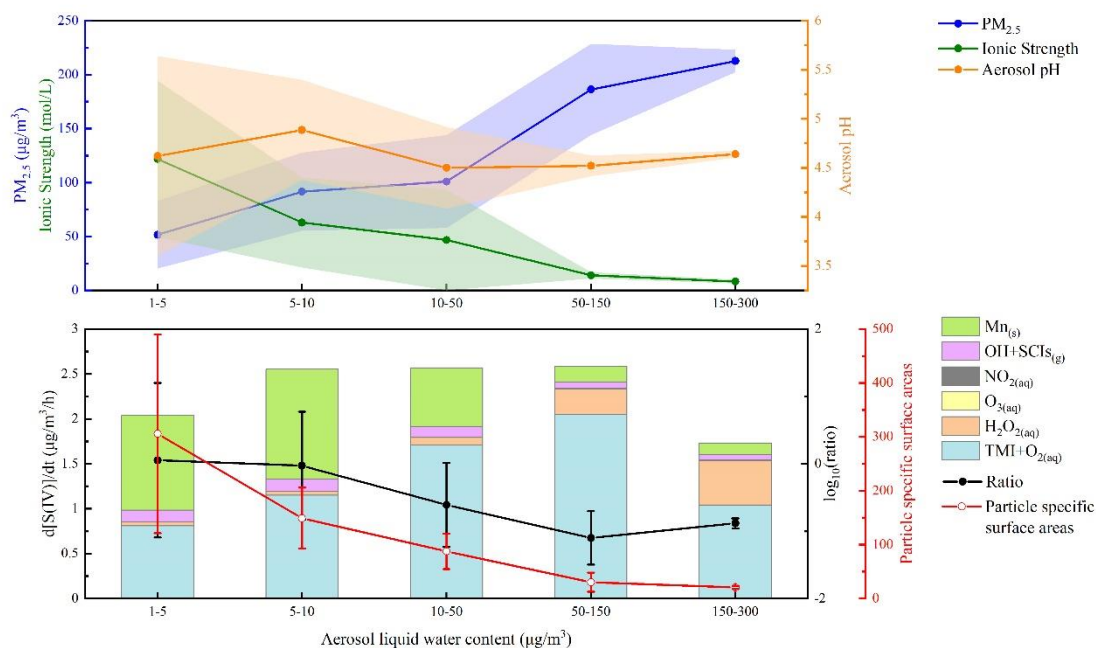 250
200
150
100
50
0
PM2.5 (μg/m3)
Ionic Strength (mol/L)
6
5.5
5
4.5
4
3.5
Aerosol pH
PM2.5
Ionic Strength
Aerosol pH
1-5 5-10 10-50 50-150 150-300
3
2.5
2
1.5
1
0.5
0
d[S(IV)]/dt (μg/m3/h)
2
0
-2
log10(ratio)
500
400
300
200
100
0
Particle specific surface areas
Mn(s)
OH+SCIs(g)
NO2(aq)
O3(aq)
H2O2(aq)
TMI+O2(aq)
Ratio
Particle specific
surface areas
1-5 5-10 10-50 50-150 150-300
Aerosol liquid water content (μg/m3)